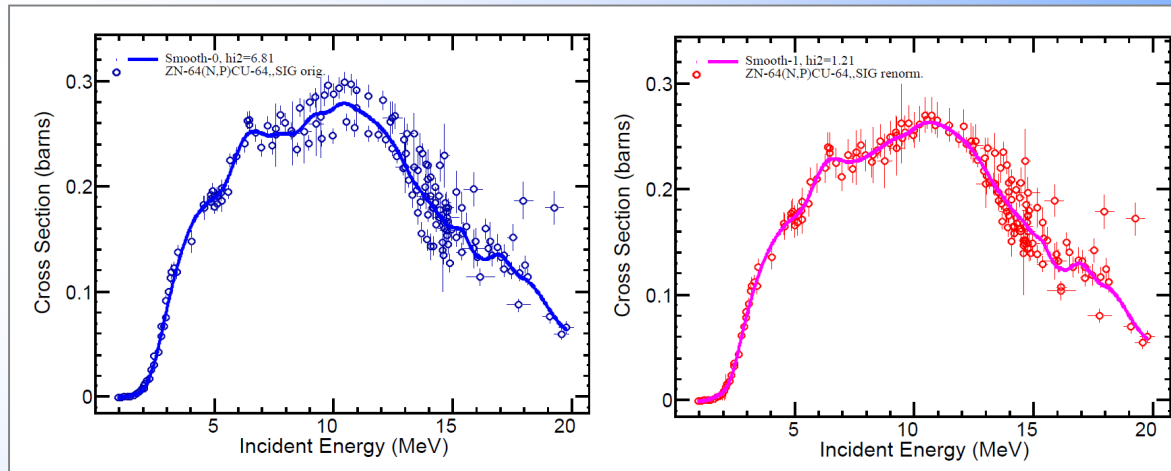 Smooth-0, hi2=6.81
ZN-64(N,P)CU-64,,SIG orig.
0.3
0.2
0.1
0
Cross Section (barns)
5
10
15
20
Incident Energy (MeV)
Smooth-1, hi2=1.21
ZN-64(N,P)CU-64,,SIG renorm.
0.3
0.2
0.1
0
Cross Section (barns)
5
10
15
20
Incident Energy (MeV)